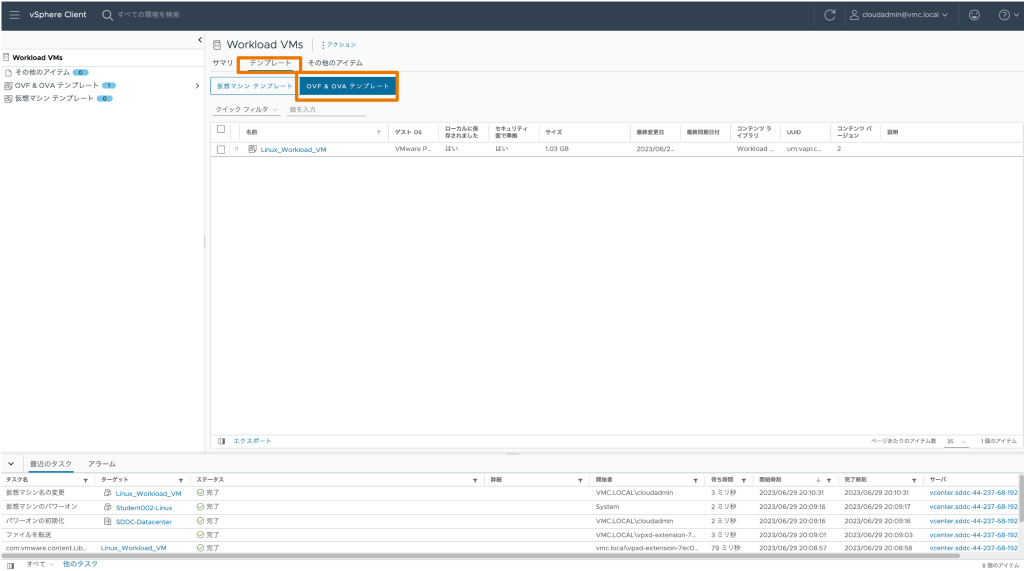 vSphere Client
すべての環境を検索
cloudadmin@vmc.local
Workload VMs
その他のアイテム 0
OVF & OVA テンプレート 1
仮想マシン テンプレート 0
Workload VMs
アクション
サマリ テンプレート その他のアイテム
仮想マシン テンプレート OVF & OVA テンプレート
クイック フィルタ 値を入力
名前 ゲスト OS ローカルに保存されました セキュリティ面で準拠 サイズ 最終変更日 最終同期日付 コンテンツ ライブラリ UUID コンテンツ バージョン 説明
Linux_Workload_VM VMware P... はい はい 1.03 GB 2023/06/2... Workload ... urn:vapi:c... 2
エクスポート
ページあたりのアイテム数 35 1 個のアイテム
最近のタスク アラーム
タスク名 ターゲット ステータス 詳細 開始者 待ち時間 開始時刻 完了時刻 サーバ
仮想マシン名の変更 Linux_Workload_VM 完了 VMC.LOCAL\cloudadmin 3 ミリ秒 2023/06/29 20:10:31 2023/06/29 20:10:31 vcenter.sddc-44-237-68-192
仮想マシンのパワーオン Student002-Linux 完了 System 2 ミリ秒 2023/06/29 20:09:16 2023/06/29 20:09:17 vcenter.sddc-44-237-68-192
パワーオンの初期化 SDDC-Datacenter 完了 VMC.LOCAL\cloudadmin 2 ミリ秒 2023/06/29 20:09:16 2023/06/29 20:09:16 vcenter.sddc-44-237-68-192
ファイルを転送 完了 VMC.LOCAL\vpxd-extension-7... 3 ミリ秒 2023/06/29 20:09:01 2023/06/29 20:09:03 vcenter.sddc-44-237-68-192
com.vmware.content.Lib... Linux_Workload_VM 完了 vmc.local\vpxd-extension-7ec0... 79 ミリ秒 2023/06/29 20:08:57 2023/06/29 20:08:58 vcenter.sddc-44-237-68-192
すべて 他のタスク
8 個のアイテム